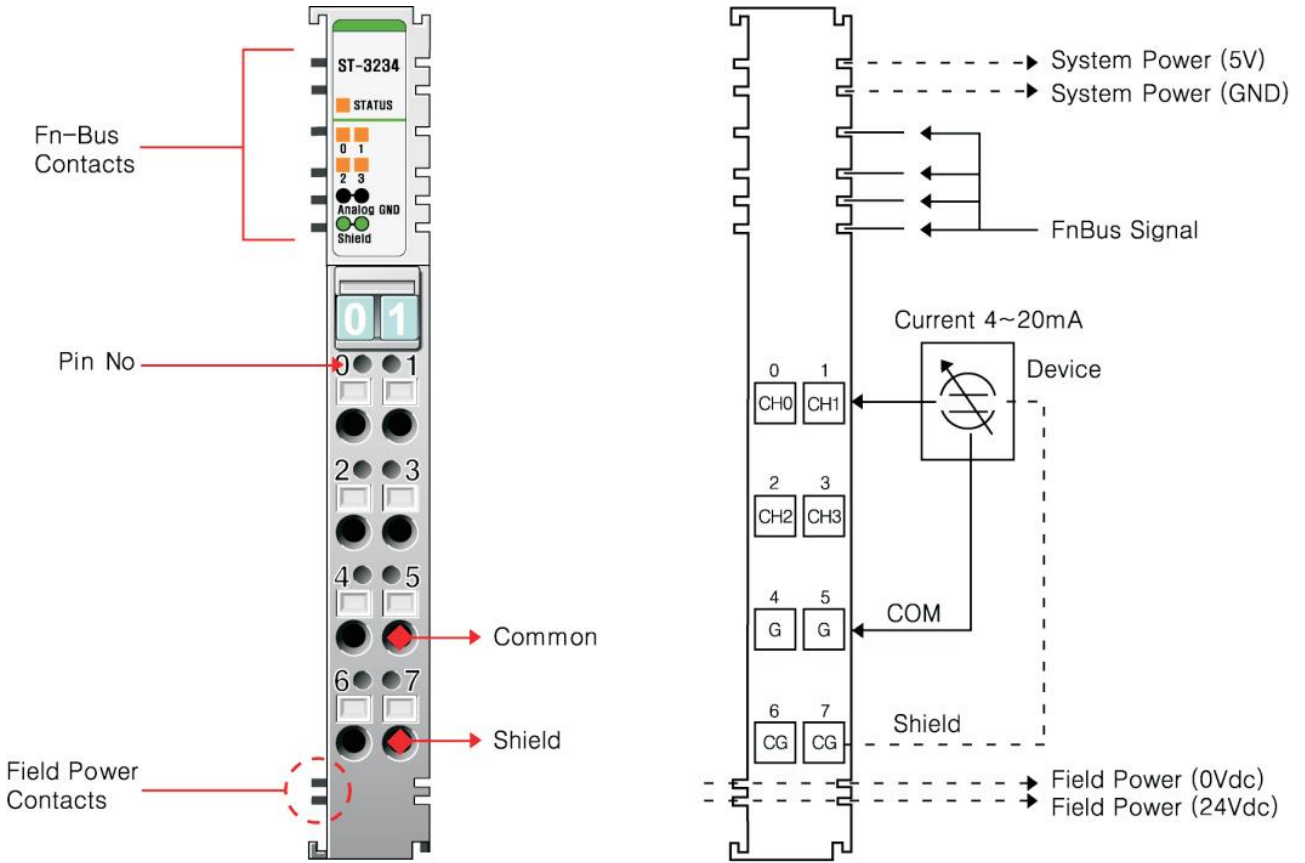 ST-3234
STATUS
0 1
2 3
Analog GND
Shield
Fn-Bus
Contacts
01
Pin No
0 1
2 3
4 5
Common
6 7
Shield
Field Power
Contacts
System Power (5V)
System Power (GND)
FnBus Signal
Current 4~20mA
Device
0 1
CH0 CH1
2 3
CH2 CH3
4 5
G G
COM
6 7
CG CG
Shield
Field Power (0Vdc)
Field Power (24Vdc)